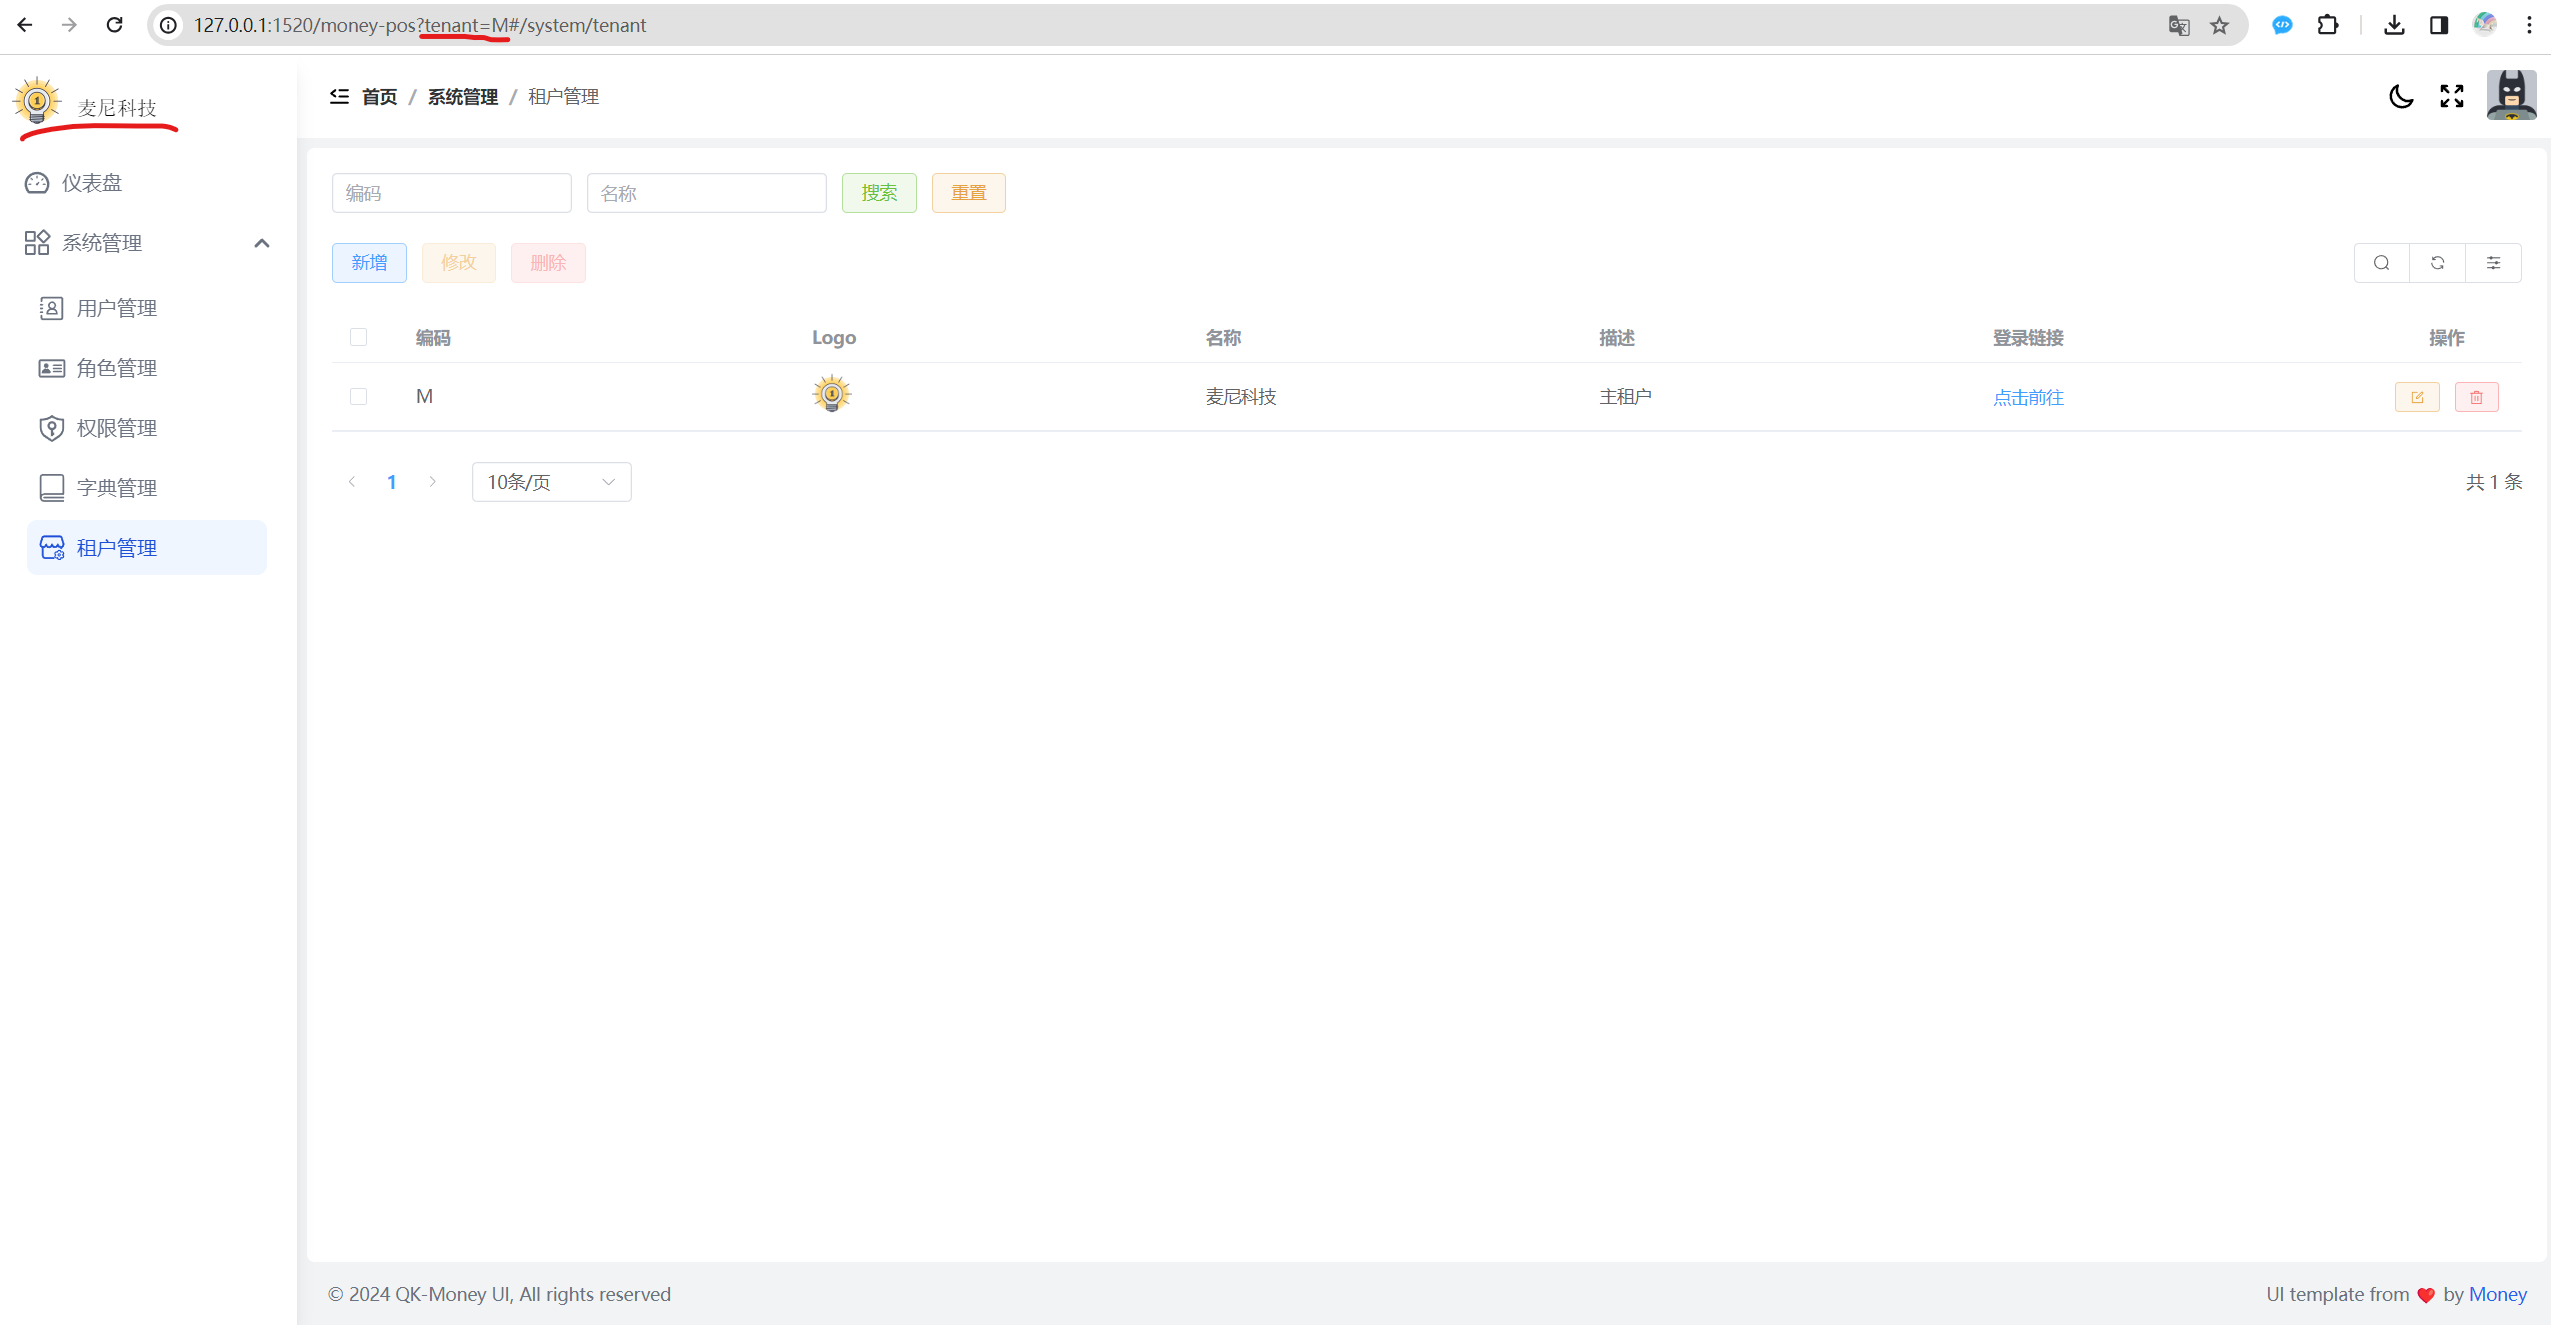 127.0.0.1:1520/money-pos?tenant=M#/system/tenant
麦尼科技
首页 / 系统管理 / 租户管理
仪表盘
系统管理
用户管理
角色管理
权限管理
字典管理
租户管理
编码 名称 搜索 重置
新增 修改 删除
编码 Logo 名称 描述 登录链接 操作
M 麦尼科技 主租户 点击前往
1 10条/页 共 1 条
© 2024 QK-Money UI, All rights reserved
UI template from ❤️ by Money